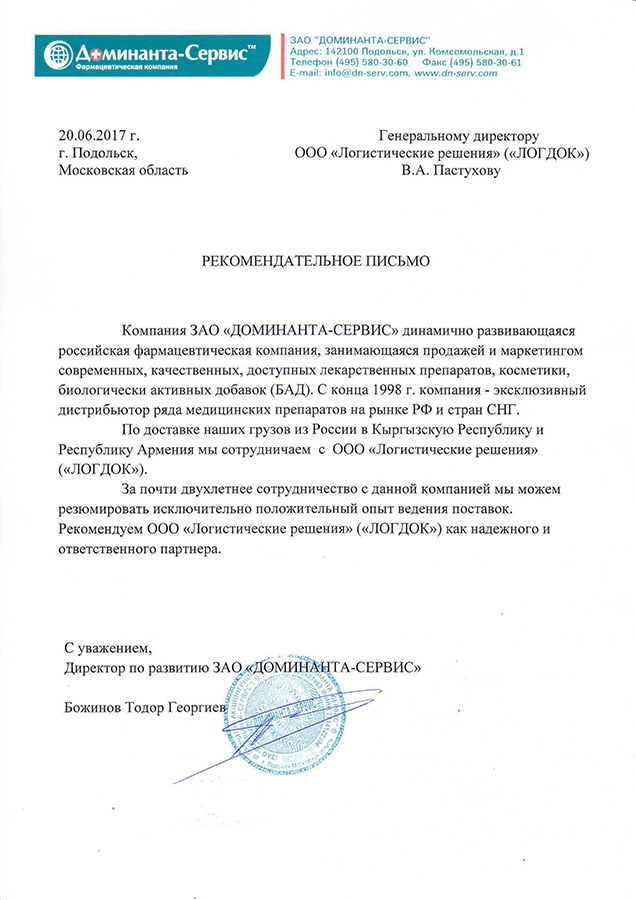 Доминанта-Сервис™
Фармацевтическая компания
ЗАО "ДОМИНАНТА-СЕРВИС"
Адрес: 142100 Подольск, ул. Комсомольская, д.1
Телефон (495) 580-30-60 Факс (495) 580-30-61
E-mail: info@dn-serv.com, www.dn-serv.com
20.06.2017 г.
г. Подольск,
Московская область
Генеральному директору
ООО «Логистические решения» («ЛОГДОК»)
В.А. Пастухову
РЕКОМЕНДАТЕЛЬНОЕ ПИСЬМО
Компания ЗАО «ДОМИНАНТА-СЕРВИС» динамично развивающаяся
российская фармацевтическая компания, занимающаяся продажей и маркетингом
современных, качественных, доступных лекарственных препаратов, косметики,
биологически активных добавок (БАД). С конца 1998 г. компания - эксклюзивный
дистрибьютор ряда медицинских препаратов на рынке РФ и стран СНГ.
По доставке наших грузов из России в Кыргызскую Республику и
Республику Армения мы сотрудничаем с ООО «Логистические решения»
(«ЛОГДОК»).
За почти двухлетнее сотрудничество с данной компанией мы можем
резюмировать исключительно положительный опыт ведения поставок.
Рекомендуем ООО «Логистические решения» («ЛОГДОК») как надежного и
ответственного партнера.
С уважением,
Директор по развитию ЗАО «ДОМИНАНТА-СЕРВИС»
Божинов Тодор Георгиев
ДОМИНАНТА-СЕРВИС